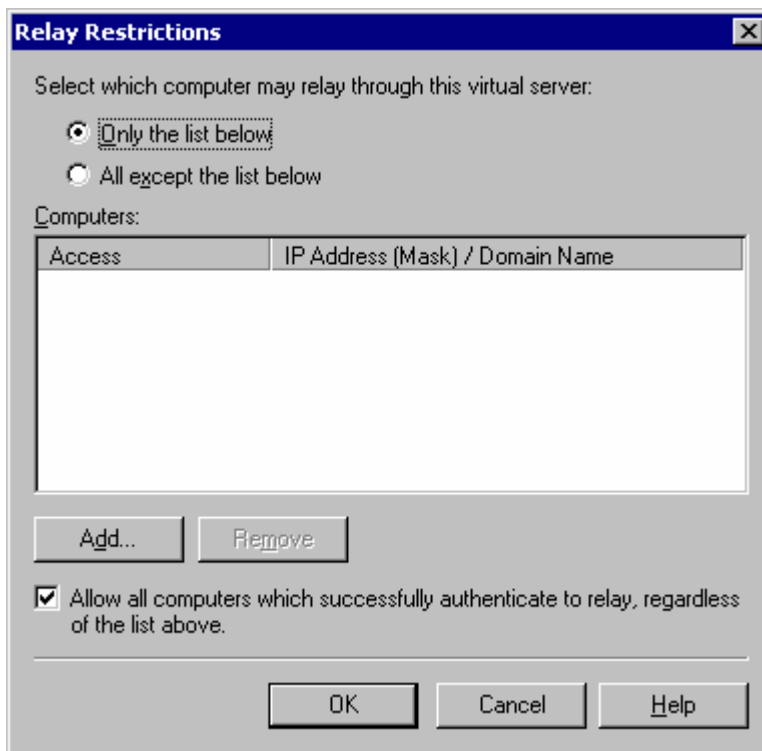 Relay Restrictions
Select which computer may relay through this virtual server:
Only the list below
All except the list below
Computers:
Access IP Address (Mask) / Domain Name
Add... Remove
Allow all computers which successfully authenticate to relay, regardless
of the list above.
OK Cancel Help